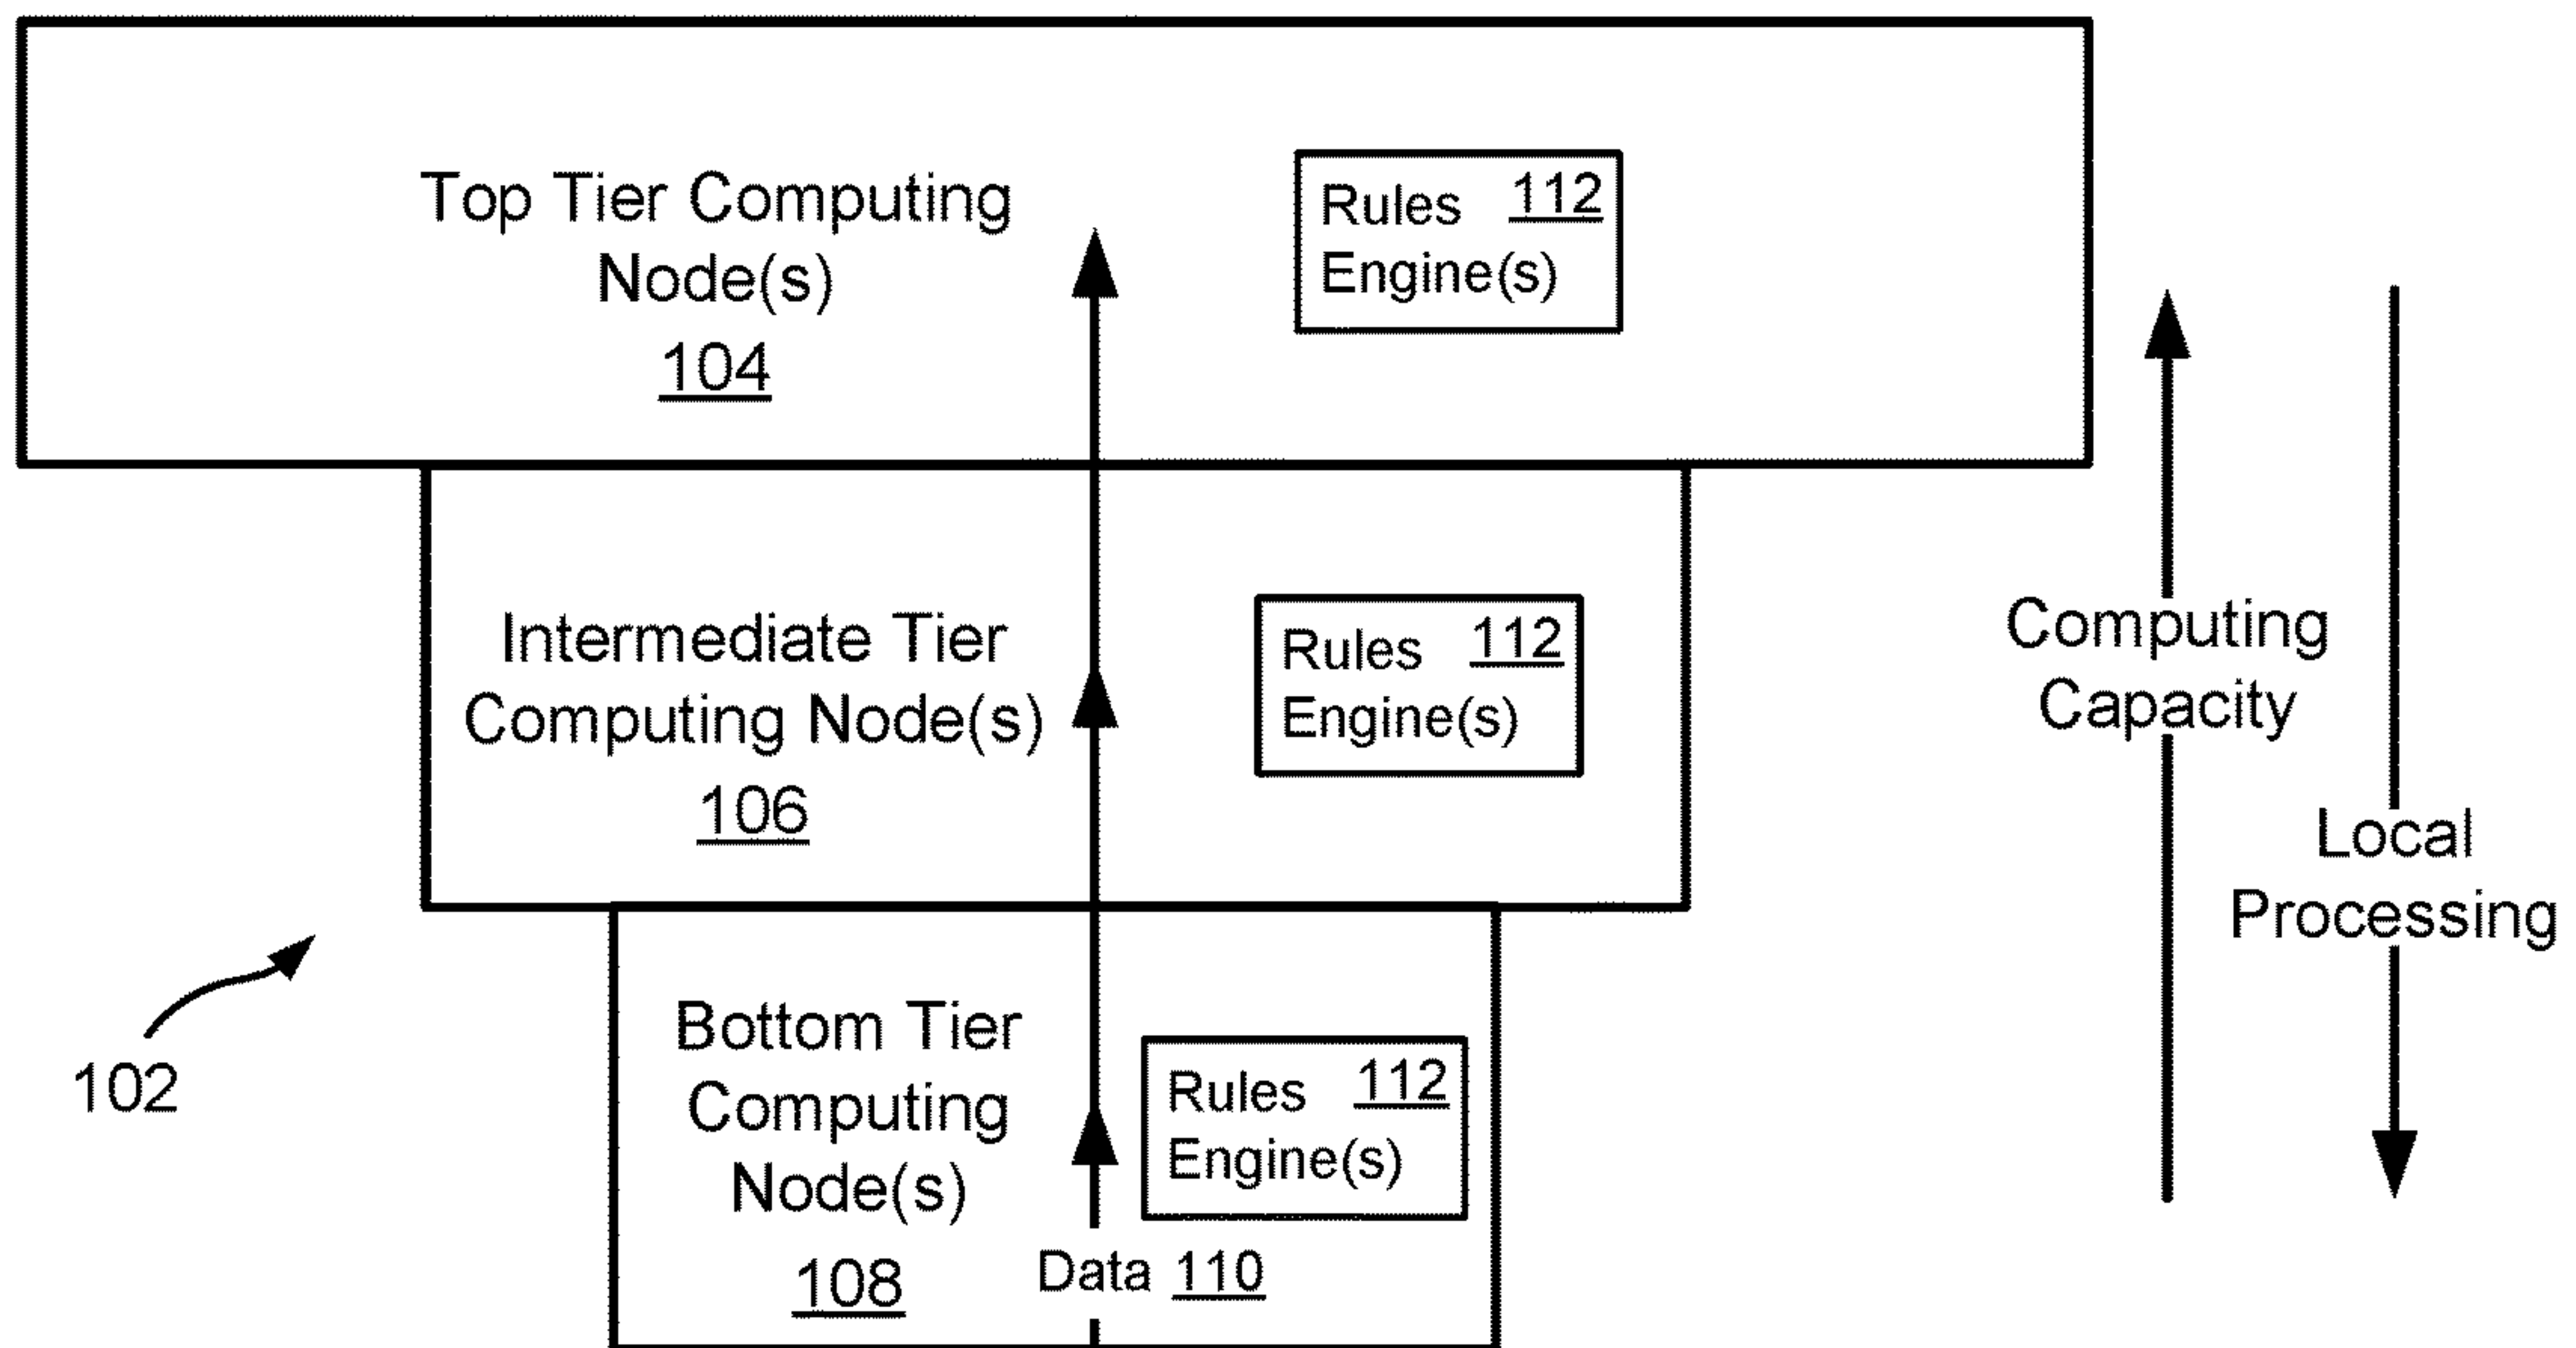 Top Tier Computing
Node(s)
104
Rules 112
Engine(s)
Intermediate Tier
Computing Node(s)
106
Rules 112
Engine(s)
Computing
Capacity
Local
Processing
Bottom Tier
Computing
Node(s)
108
Rules 112
Engine(s)
Data 110
102